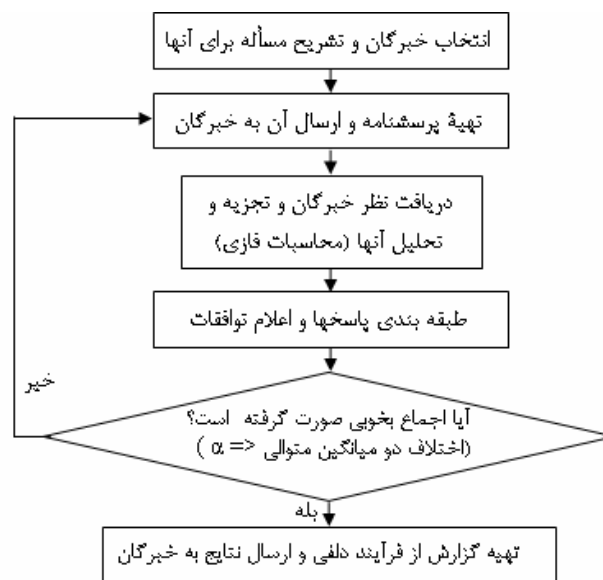 انتخاب خبرگان و تشریح مسأله برای آنها
تهیۀ پرسشنامه و ارسال آن به خبرگان
دریافت نظر خبرگان و تجزیه و
تحلیل آنها (محاسبات فازی)
طبقه بندی پاسخها و اعلام توافقات
خیر
آیا اجماع بخوبی صورت گرفته است؟
(اختلاف دو میانگین متوالی <= α )
بله
تهیه گزارش از فرآیند دلفی و ارسال نتایج به خبرگان